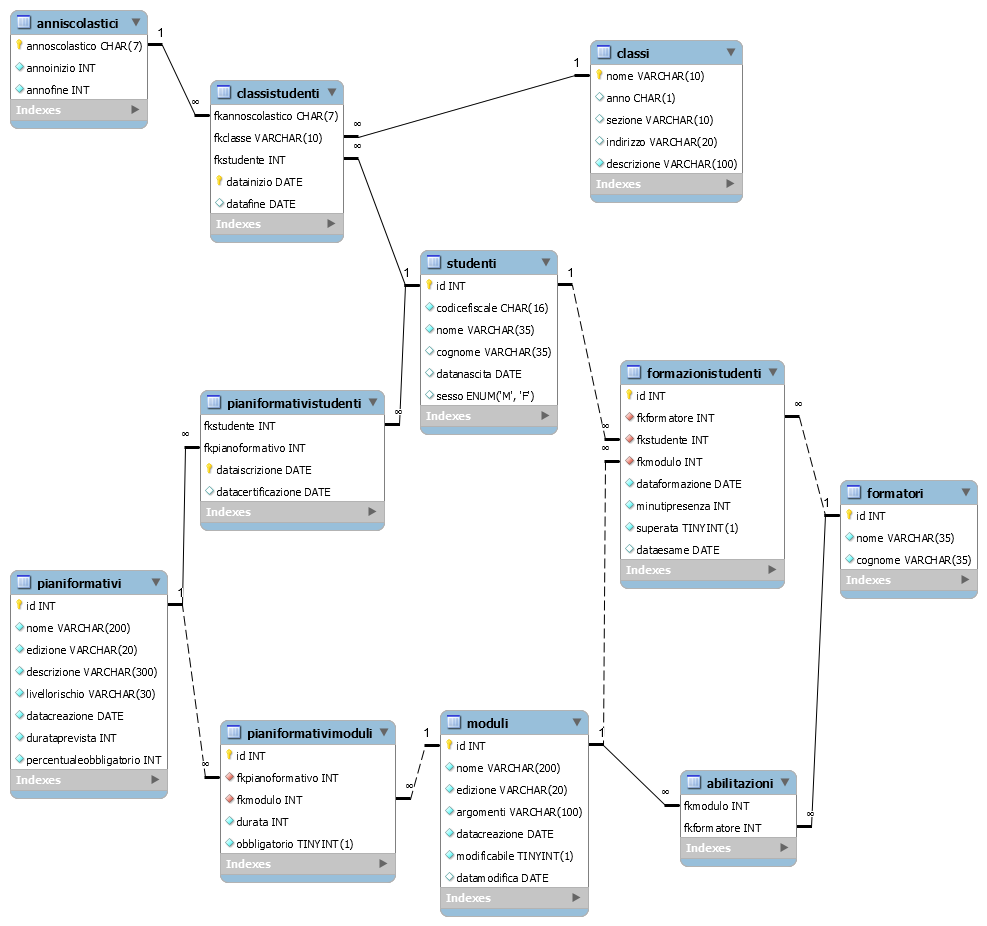 anniscolastici
annoscolastico CHAR(7)
annoinizio INT
annofine INT
Indexes
1
∞
classistudenti
fkannoscolastico CHAR(7)
fkclasse VARCHAR(10)
fkstudente INT
datainizio DATE
datafine DATE
Indexes
∞
∞
1
classi
nome VARCHAR(10)
anno CHAR(1)
sezione VARCHAR(10)
indirizzo VARCHAR(20)
descrizione VARCHAR(100)
Indexes
1
studenti
id INT
codicefiscale CHAR(16)
nome VARCHAR(35)
cognome VARCHAR(35)
datanascita DATE
sesso ENUM('M', 'F')
Indexes
1
∞
∞
formazionistudenti
id INT
fkformatore INT
fkstudente INT
fkmodulo INT
dataformazione DATE
minutipresenza INT
superata TINYINT(1)
dataesame DATE
Indexes
∞
pianiformativistudenti
fkstudente INT
fkpianoformativo INT
dataiscrizione DATE
datacertificazione DATE
Indexes
∞
∞
1
formatori
id INT
nome VARCHAR(35)
cognome VARCHAR(35)
Indexes
pianiformativi
id INT
nome VARCHAR(200)
edizione VARCHAR(20)
descrizione VARCHAR(300)
livellorischio VARCHAR(30)
datacreazione DATE
durataprevista INT
percentualeobbligatorio INT
Indexes
1
∞
pianiformativimoduli
id INT
fkpianoformativo INT
fkmodulo INT
durata INT
obbligatorio TINYINT(1)
Indexes
∞
1
moduli
id INT
nome VARCHAR(200)
edizione VARCHAR(20)
argomenti VARCHAR(100)
datacreazione DATE
modificabile TINYINT(1)
datamodifica DATE
Indexes
1
∞
abilitazioni
fkmodulo INT
fkformatore INT
Indexes
∞